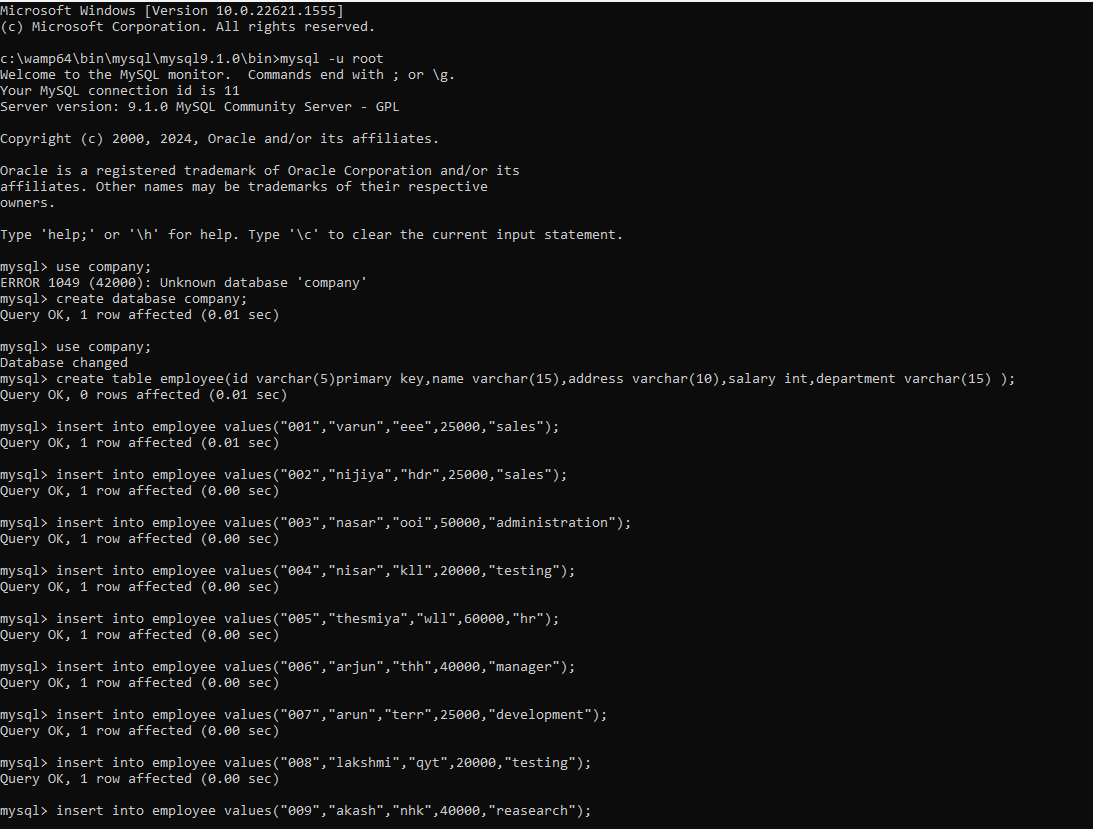 Microsoft Windows [Version 10.0.22621.1555]
(c) Microsoft Corporation. All rights reserved.
c:\wamp64\bin\mysql\mysql9.1.0\bin>mysql -u root
Welcome to the MySQL monitor.  Commands end with ; or \g.
Your MySQL connection id is 11
Server version: 9.1.0 MySQL Community Server - GPL
Copyright (c) 2000, 2024, Oracle and/or its affiliates.
Oracle is a registered trademark of Oracle Corporation and/or its
affiliates. Other names may be trademarks of their respective
owners.
Type 'help;' or '\h' for help. Type '\c' to clear the current input statement.
mysql> use company;
ERROR 1049 (42000): Unknown database 'company'
mysql> create database company;
Query OK, 1 row affected (0.01 sec)
mysql> use company;
Database changed
mysql> create table employee(id varchar(5)primary key,name varchar(15),address varchar(10),salary int,department varchar(15) );
Query OK, 0 rows affected (0.01 sec)
mysql> insert into employee values("001","varun","eee",25000,"sales");
Query OK, 1 row affected (0.01 sec)
mysql> insert into employee values("002","nijiya","hdr",25000,"sales");
Query OK, 1 row affected (0.00 sec)
mysql> insert into employee values("003","nasar","ooi",50000,"administration");
Query OK, 1 row affected (0.00 sec)
mysql> insert into employee values("004","nisar","kll",20000,"testing");
Query OK, 1 row affected (0.00 sec)
mysql> insert into employee values("005","thesmiya","wll",60000,"hr");
Query OK, 1 row affected (0.00 sec)
mysql> insert into employee values("006","arjun","thh",40000,"manager");
Query OK, 1 row affected (0.00 sec)
mysql> insert into employee values("007","arun","terr",25000,"development");
Query OK, 1 row affected (0.00 sec)
mysql> insert into employee values("008","lakshmi","qyt",20000,"testing");
Query OK, 1 row affected (0.00 sec)
mysql> insert into employee values("009","akash","nhk",40000,"reasearch");